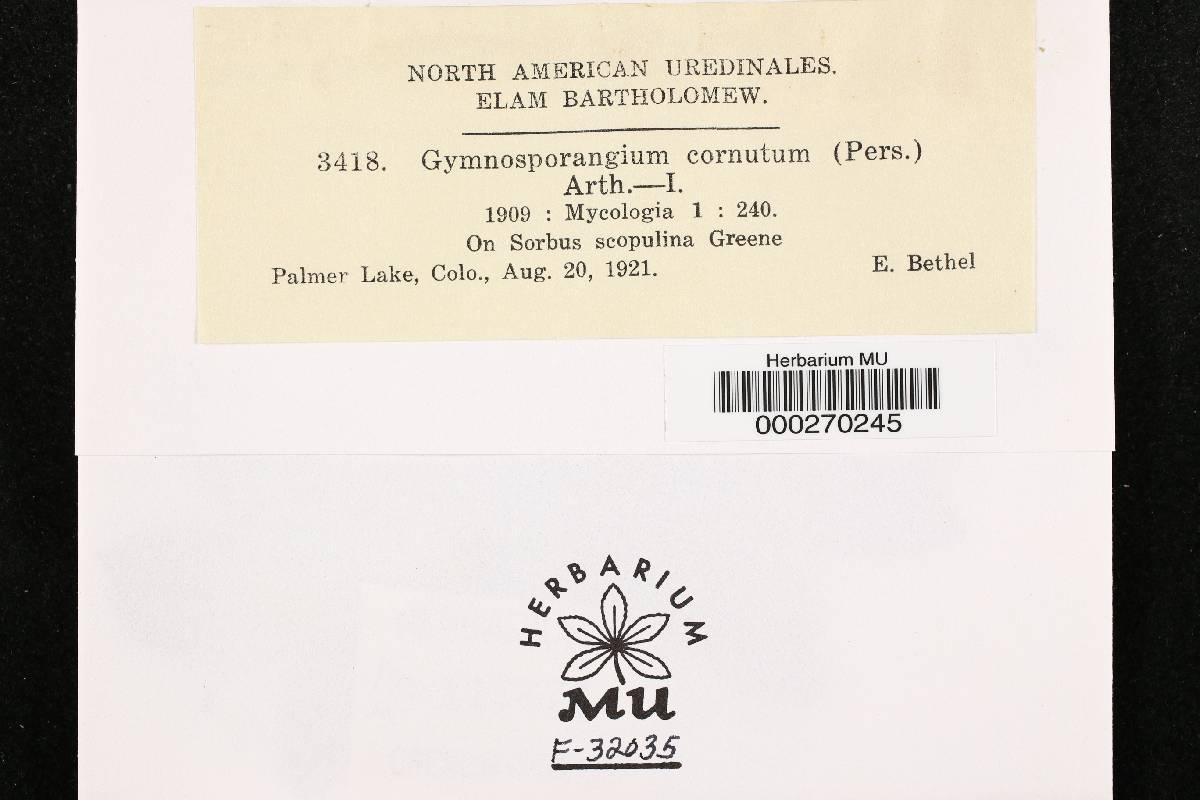 NORTH AMERICAN UREDINALES.
ELAM BARTHOLOMEW.
3418. Gymnosporangium cornutum (Pers.)
Arth.—I.
1909 : Mycologia 1 : 240.
On Sorbus scopulina Greene
Palmer Lake, Colo., Aug. 20, 1921. E. Bethel
Herbarium MU
000270245
HERBARIUM
MU
F-32035